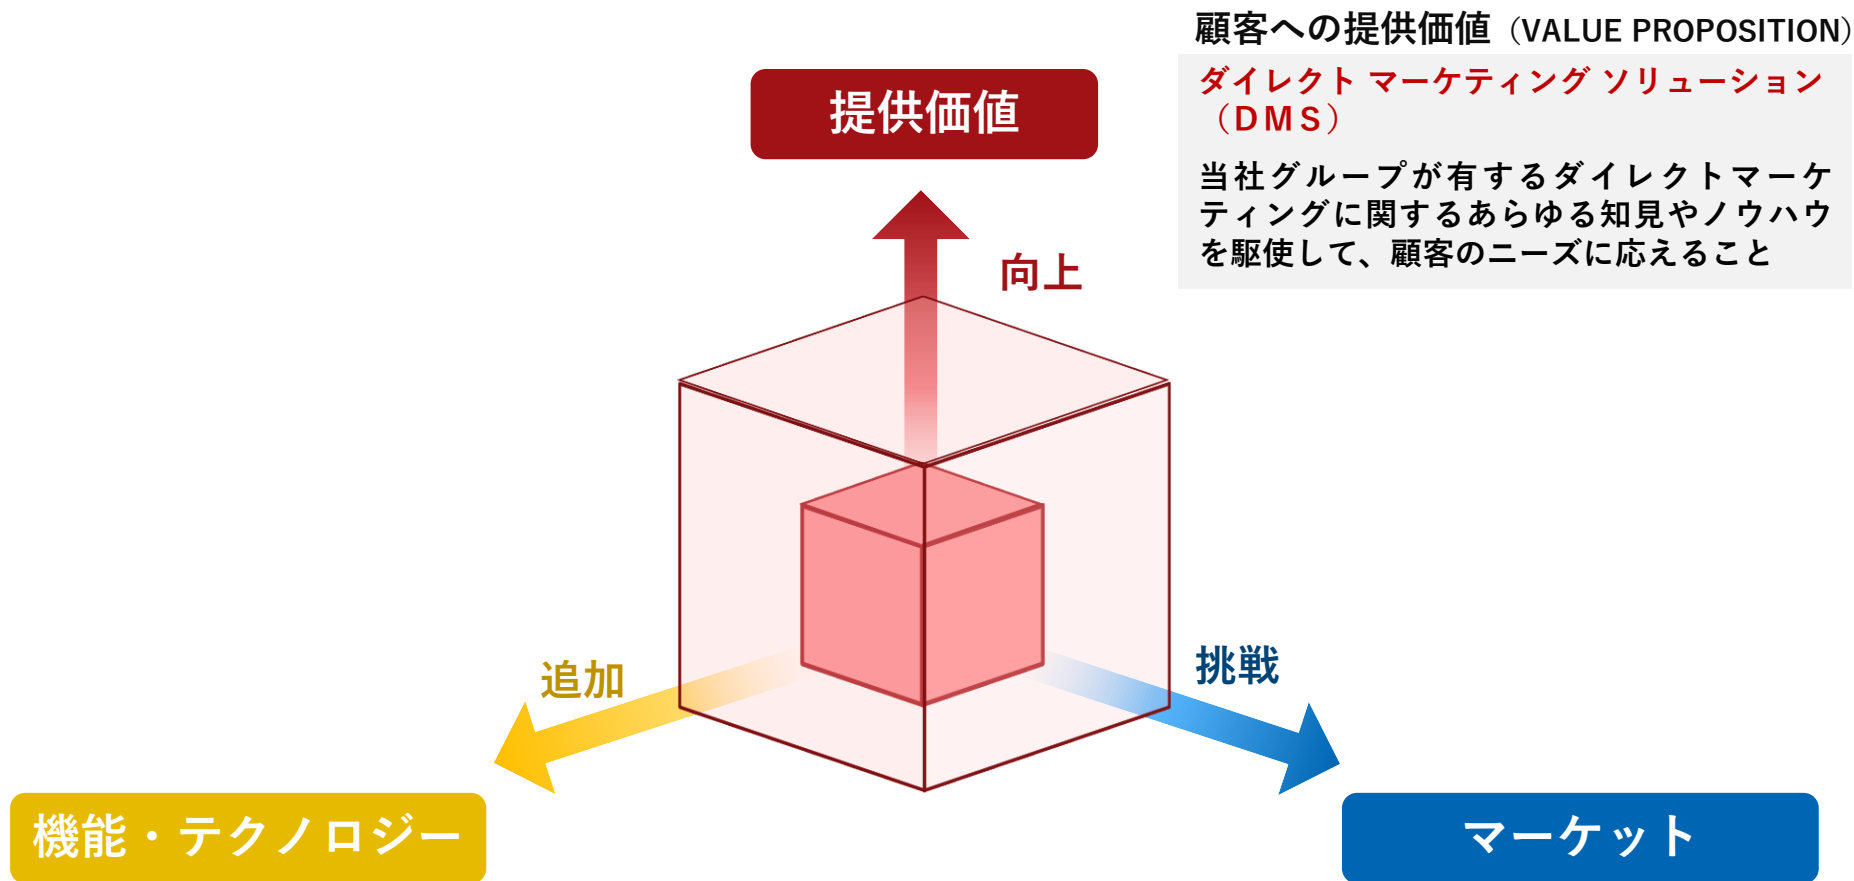 顧客への提供価値（VALUE PROPOSITION）
ダイレクト マーケティング ソリューション
（ＤＭＳ）
当社グループが有するダイレクトマーケ
ティングに関するあらゆる知見やノウハウ
を駆使して、顧客のニーズに応えること
提供価値
向上
追加
挑戦
機能・テクノロジー
マーケット